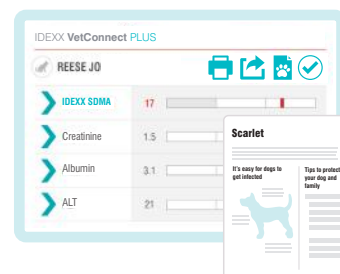 IDEXX VetConnect PLUS
REESE JO
IDEXX SDMA 17
Creatinine 1.5
Albumin 3.1
ALT 21
Scarlet
It's easy for dogs to
get infected
Tips to protect
your dog and
family